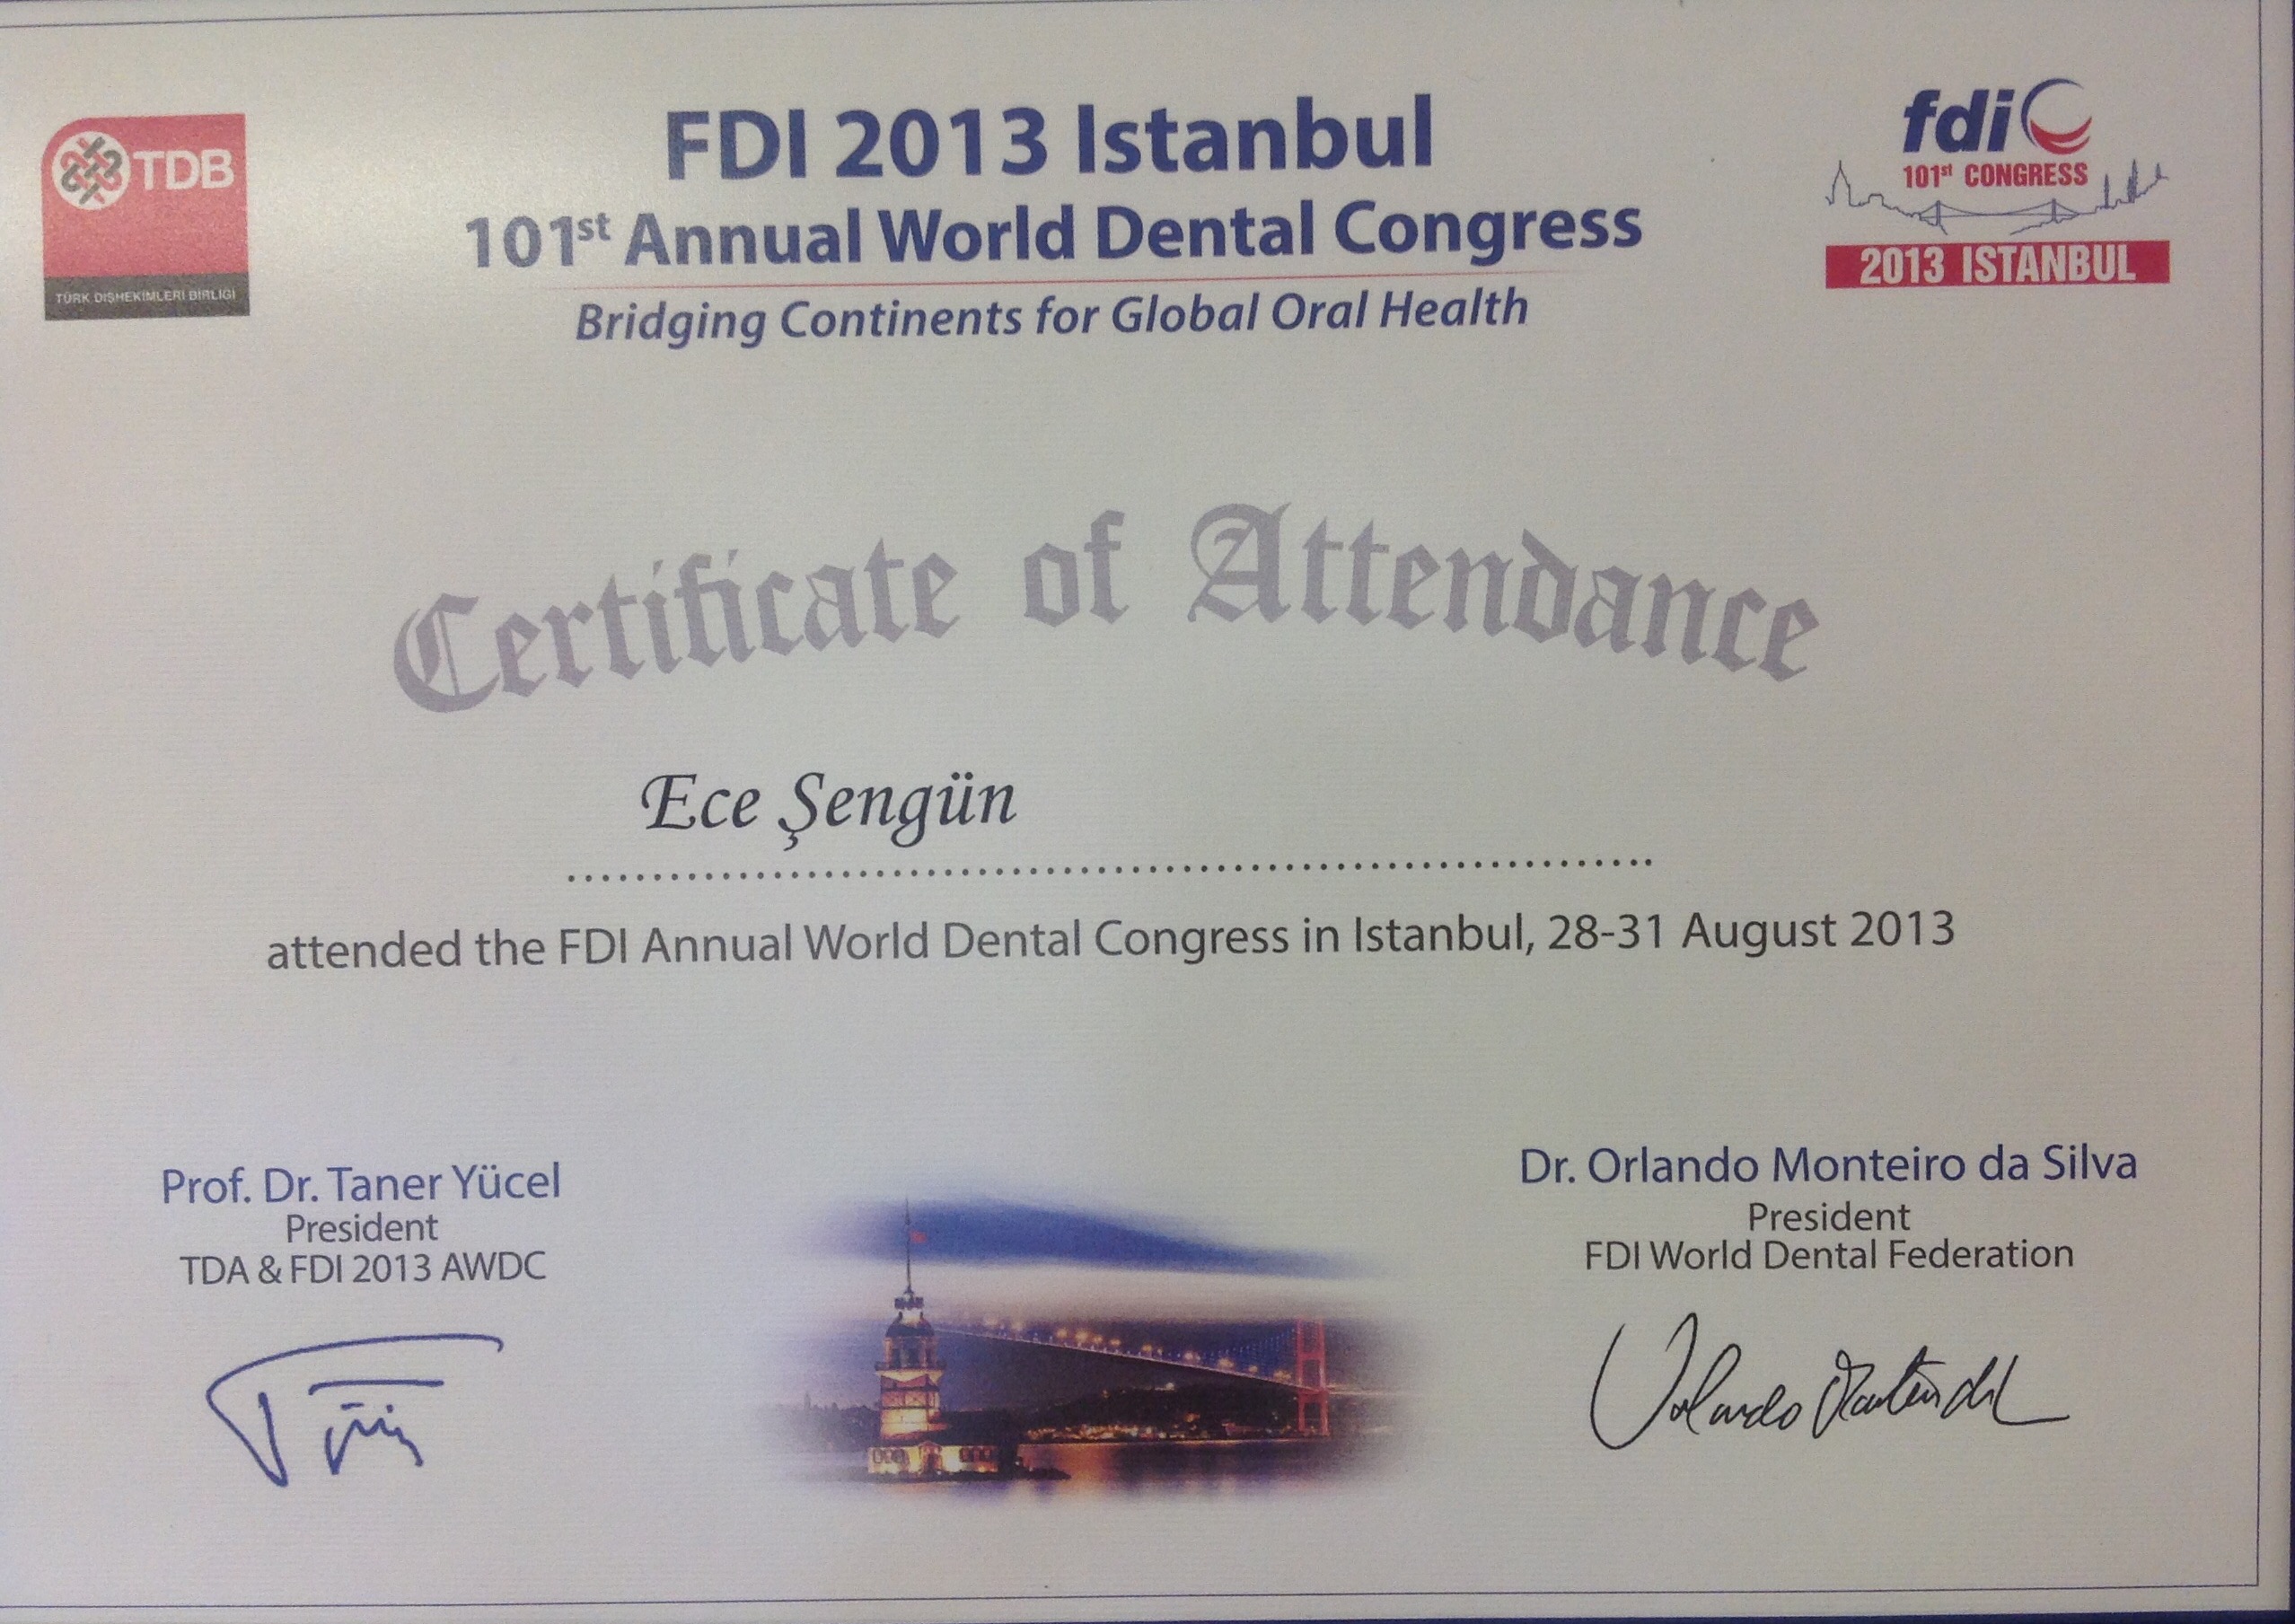 TDB
TÜRK DİŞHEKİMLERİ BİRLİĞİ
FDI 2013 Istanbul
101st Annual World Dental Congress
Bridging Continents for Global Oral Health
fdi
101st CONGRESS
2013 ISTANBUL
Certificate of Attendance
Ece Şengün
attended the FDI Annual World Dental Congress in Istanbul, 28-31 August 2013
Prof. Dr. Taner Yücel
President
TDA & FDI 2013 AWDC
Dr. Orlando Monteiro da Silva
President
FDI World Dental Federation